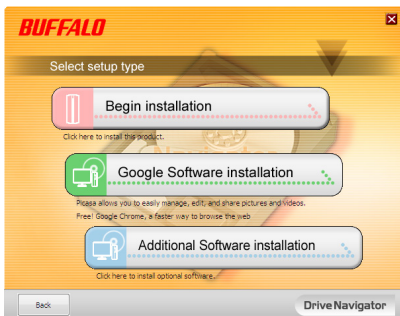 BUFFALO
Select setup type
Begin installation
Click here to install this product.
Google Software installation
Picasa allows you to easily manage, edit, and share pictures and videos.
Free! Google Chrome, a faster way to browse the web
Additional Software installation
Click here to install optional software.
Back
DriveNavigator